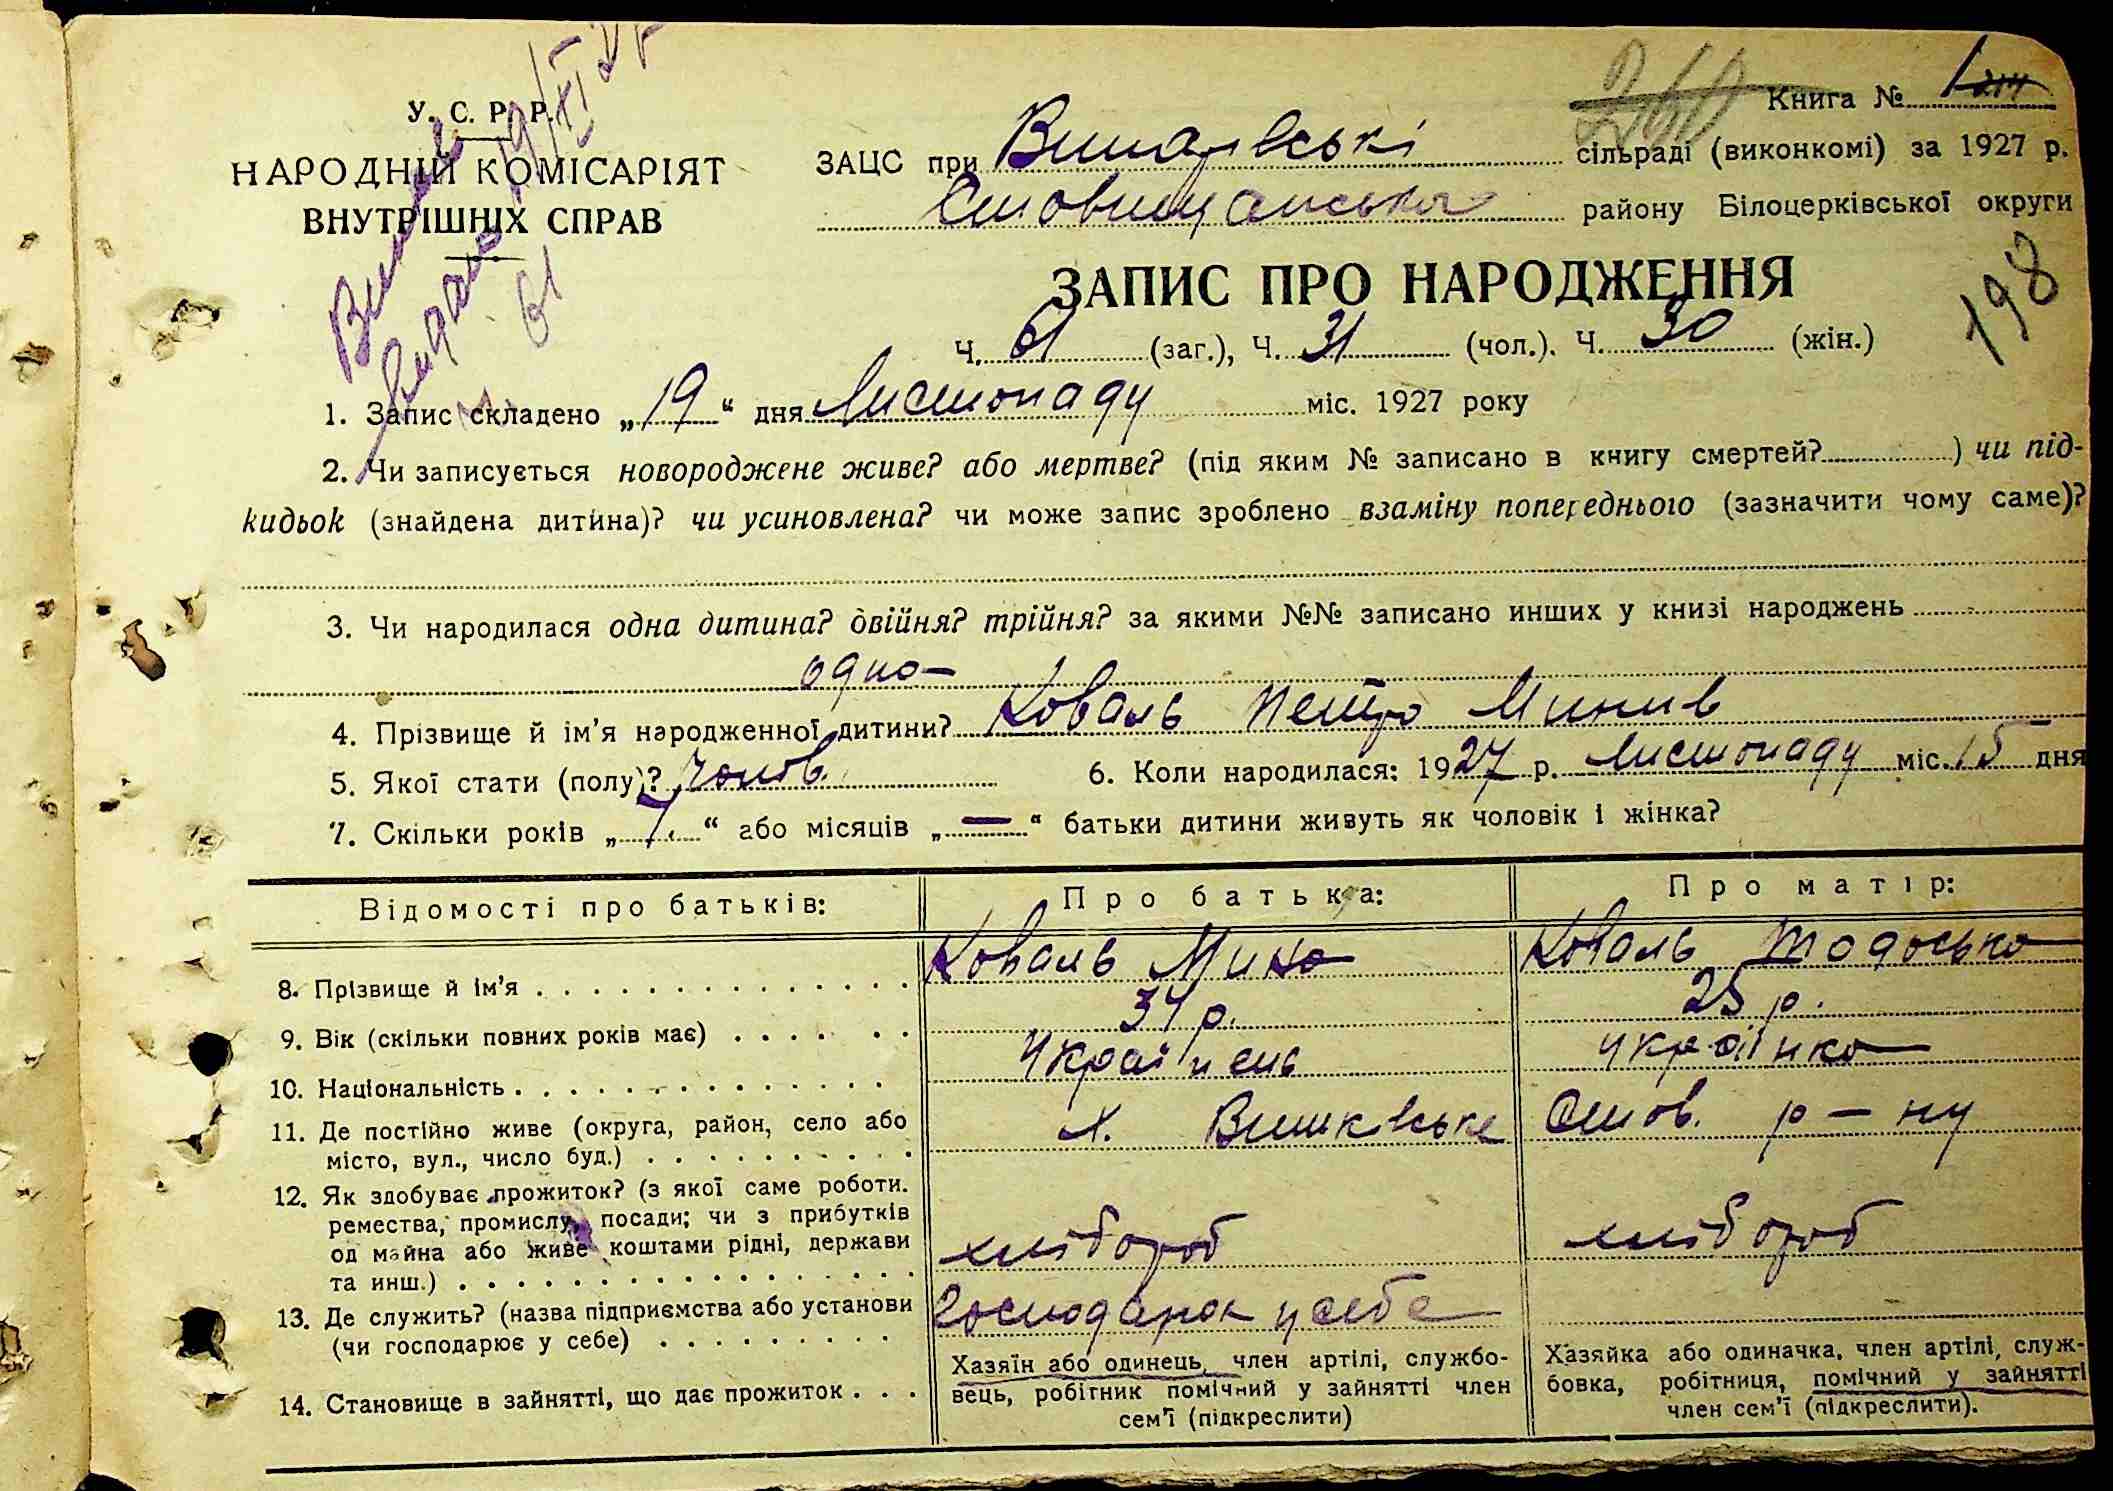 У. С. Р. Р.
НАРОДНІЙ КОМІСАРІЯТ
ВНУТРІШНІХ СПРАВ
19/XI 27 р
61
260
Книга № 1
ЗАЦС при сільраді (виконкомі) за 1927 р.
району Білоцерківської округи
198
ЗАПИС ПРО НАРОДЖЕННЯ
Ч. 61 (заг.), Ч. 31 (чол.). Ч. 30 (жін.)
1. Запис складено „ 19 “ дня Листопаду міс. 1927 року
2. Чи записується новороджене живе? або мертве? (під яким № записано в книгу смертей? ) чи під-
кидьок (знайдена дитина)? чи усиновлена? чи може запис зроблено взаміну попереднього (зазначити чому саме)?
3. Чи народилася одна дитина? двійня? трійня? за якими №№ записано инших у книзі народжень
одно
4. Прізвище й ім'я народженної дитини? Коваль Петро Минив
5. Якої стати (полу)? чолов. 6. Коли народилася: 1927 р. Листопаду міс. 15 дня
7. Скільки років „ 7 “ або місяців „ — “ батьки дитини живуть як чоловік і жінка?
Відомості про батьків: Про батька: Про матір:
8. Прізвище й ім'я . . . Коваль Мина Коваль Тодоська
9. Вік (скільки повних років має) . . . 34 р. 25 р.
10. Національність . . . Українець українка
11. Де постійно живе (округа, район, село або
місто, вул., число буд.) . . . х. Стов. р-ну
12. Як здобуває прожиток? (з якої саме роботи.
ремества, промислу, посади; чи з прибутків
од майна або живе коштами рідні, держави
та инш.) . . . хлібороб хлібороб
13. Де служить? (назва підприємства або установи
(чи господарює у себе) . . . Господарює у себе
14. Становище в зайнятті, що дає прожиток . . .
Хазяїн або одинець, член артілі, службо-
вець, робітник помічний у зайнятті член
сем'ї (підкреслити)
Хазяйка або одиначка, член артілі, служ-
бовка, робітниця, помічний у зайнятті
член сем'ї (підкреслити).